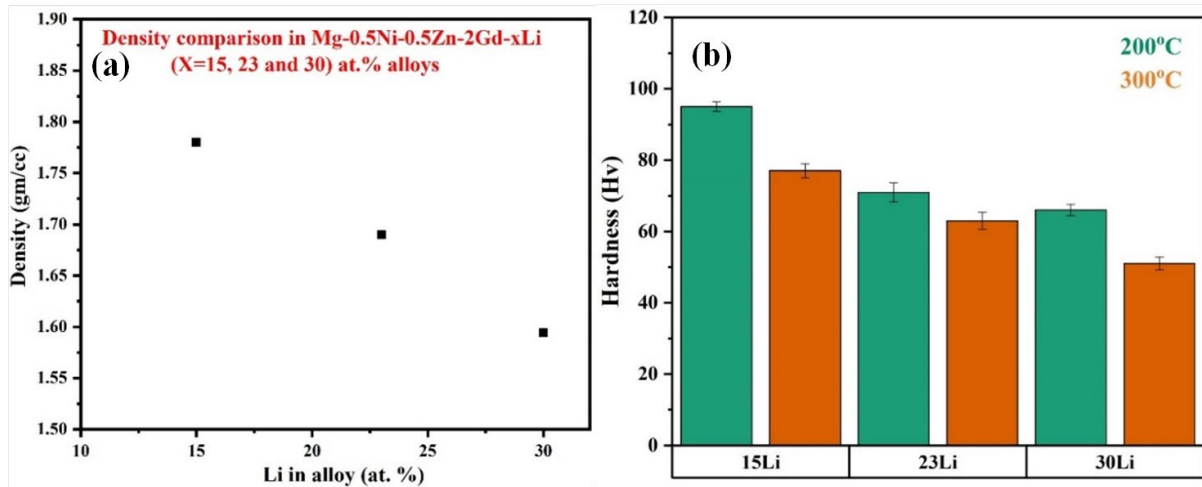 Density comparison in Mg-0.5Ni-0.5Zn-2Gd-xLi
(a) (X=15, 23 and 30) at.% alloys
Density (gm/cc)
1.90
1.85
1.80
1.75
1.70
1.65
1.60
1.55
1.50
10 15 20 25 30
Li in alloy (at. %)
(b)
200°C
300°C
Hardness (Hv)
120
100
80
60
40
20
0
15Li 23Li 30Li